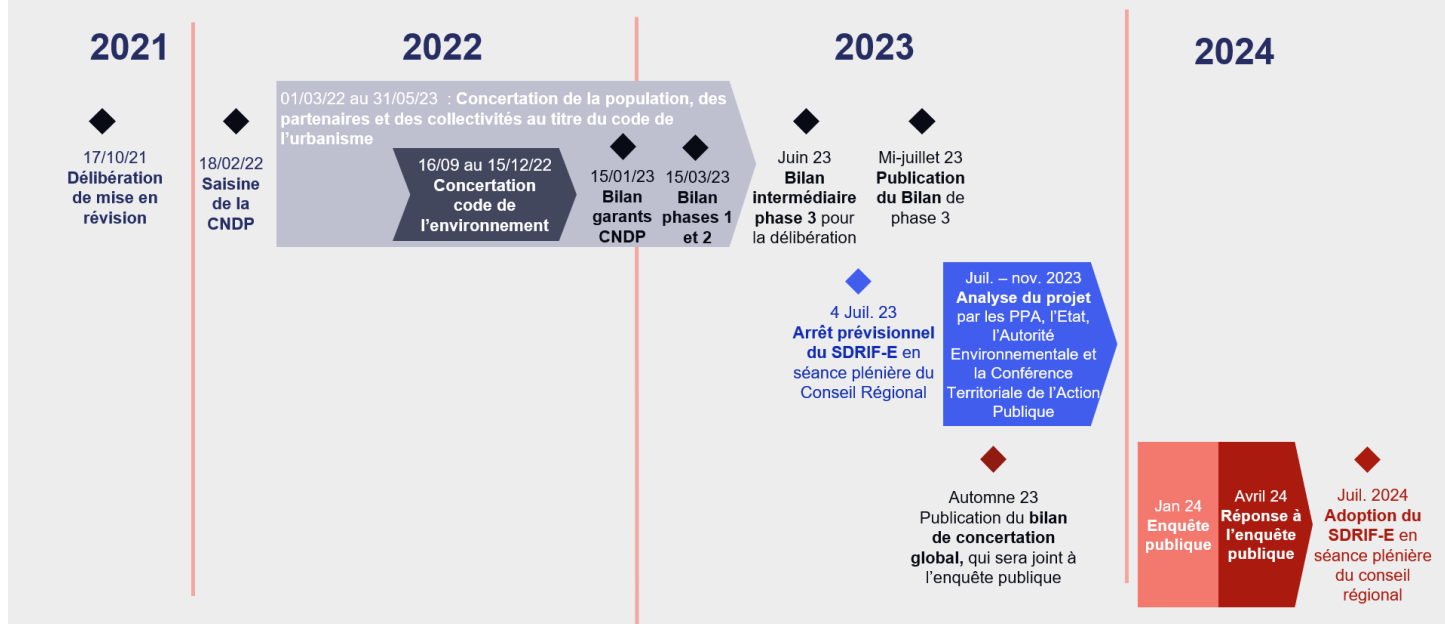 2021
2022
2023
2024
17/10/21
Délibération
de mise en
révision
18/02/22
Saisine
de la
CNDP
01/03/22 au 31/05/23 : Concertation de la population, des
partenaires et des collectivités au titre du code de
l’urbanisme
16/09 au 15/12/22
Concertation
code de
l’environnement
15/01/23
Bilan
garants
CNDP
15/03/23
Bilan
phases 1
et 2
Juin 23
Bilan
intermédiaire
phase 3 pour
la délibération
Mi-juillet 23
Publication
du Bilan de
phase 3
4 Juil. 23
Arrêt prévisionnel
du SDRIF-E en
séance plénière du
Conseil Régional
Juil. – nov. 2023
Analyse du projet
par les PPA, l’Etat,
l’Autorité
Environnementale et
la Conférence
Territoriale de l’Action
Publique
Automne 23
Publication du bilan
de concertation
global, qui sera joint à
l’enquête publique
Jan 24
Enquête
publique
Avril 24
Réponse à
l’enquête
publique
Juil. 2024
Adoption du
SDRIF-E en
séance plénière
du conseil
régional